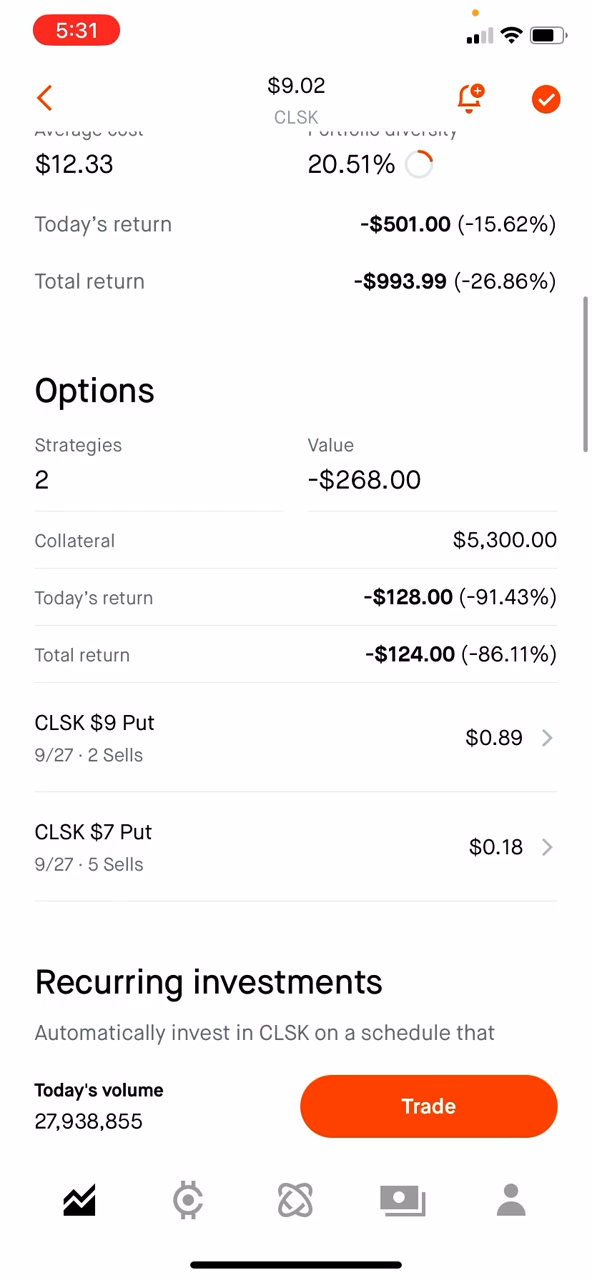 5:31
$9.02
CLSK
Average cost
Portfolio diversity
$12.33
20.51%
Today's return
-$501.00 (-15.62%)
Total return
-$993.99 (-26.86%)
Options
Strategies
Value
2
-$268.00
Collateral
$5,300.00
Today's return
-$128.00 (-91.43%)
Total return
-$124.00 (-86.11%)
CLSK $9 Put
9/27 · 2 Sells
$0.89
CLSK $7 Put
9/27 · 5 Sells
$0.18
Recurring investments
Automatically invest in CLSK on a schedule that
Today's volume
27,938,855
Trade